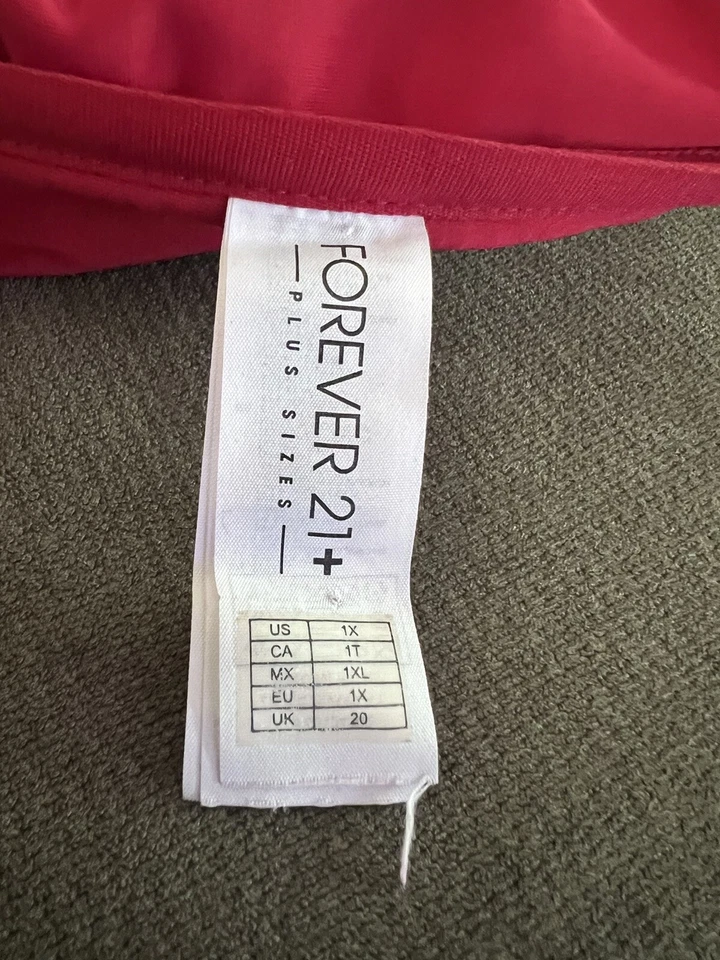 FOREVER 21+
PLUS SIZES
US 1X
CA 1T
MX 1XL
EU 1X
UK 20